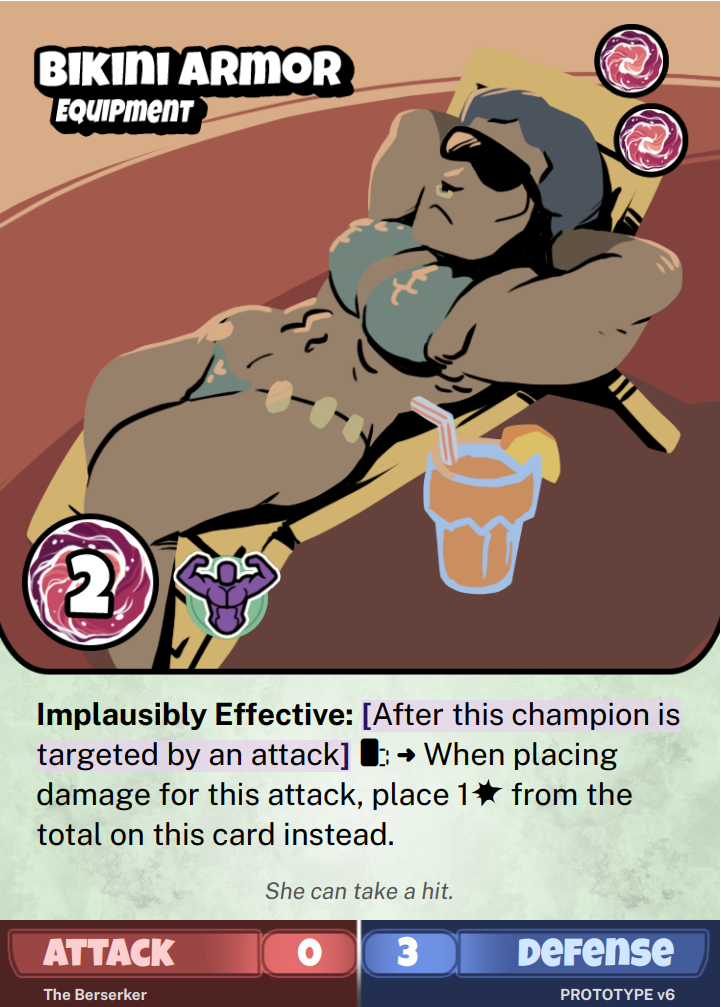 BIKINI ARMOR
EQUIPMENT
2
Implausibly Effective: [After this champion is
targeted by an attack] ➜ When placing
damage for this attack, place 1 from the
total on this card instead.
She can take a hit.
ATTACK 0 3 DEFENSE
The Berserker PROTOTYPE v6